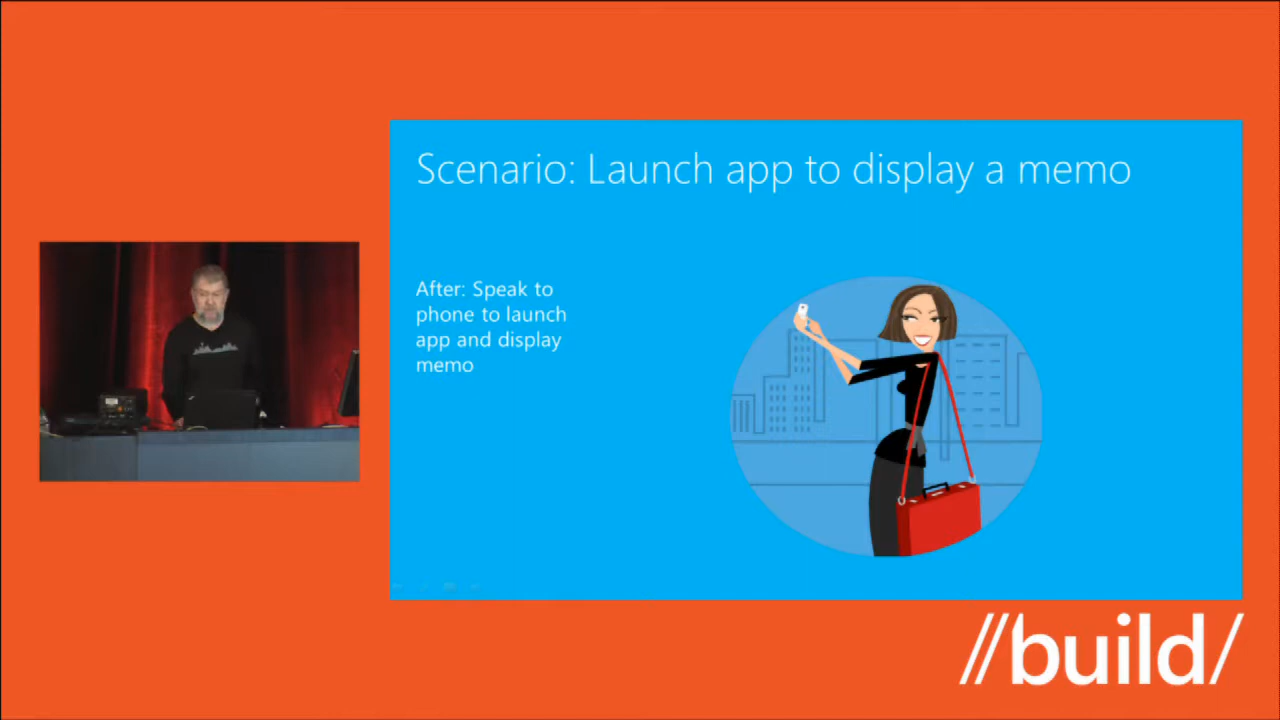 Scenario: Launch app to display a memo
After: Speak to
phone to launch
app and display
memo
//build/